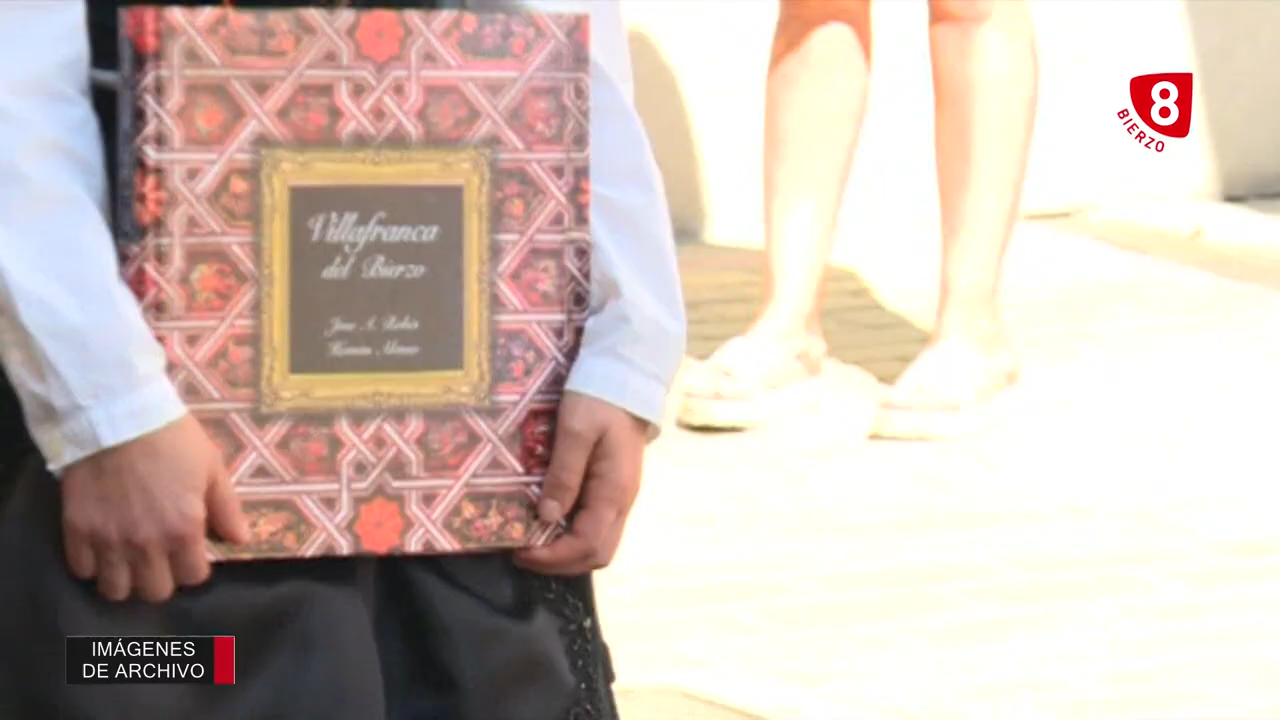 Villafranca
del Bierzo
8
BIERZO
IMÁGENES
DE ARCHIVO